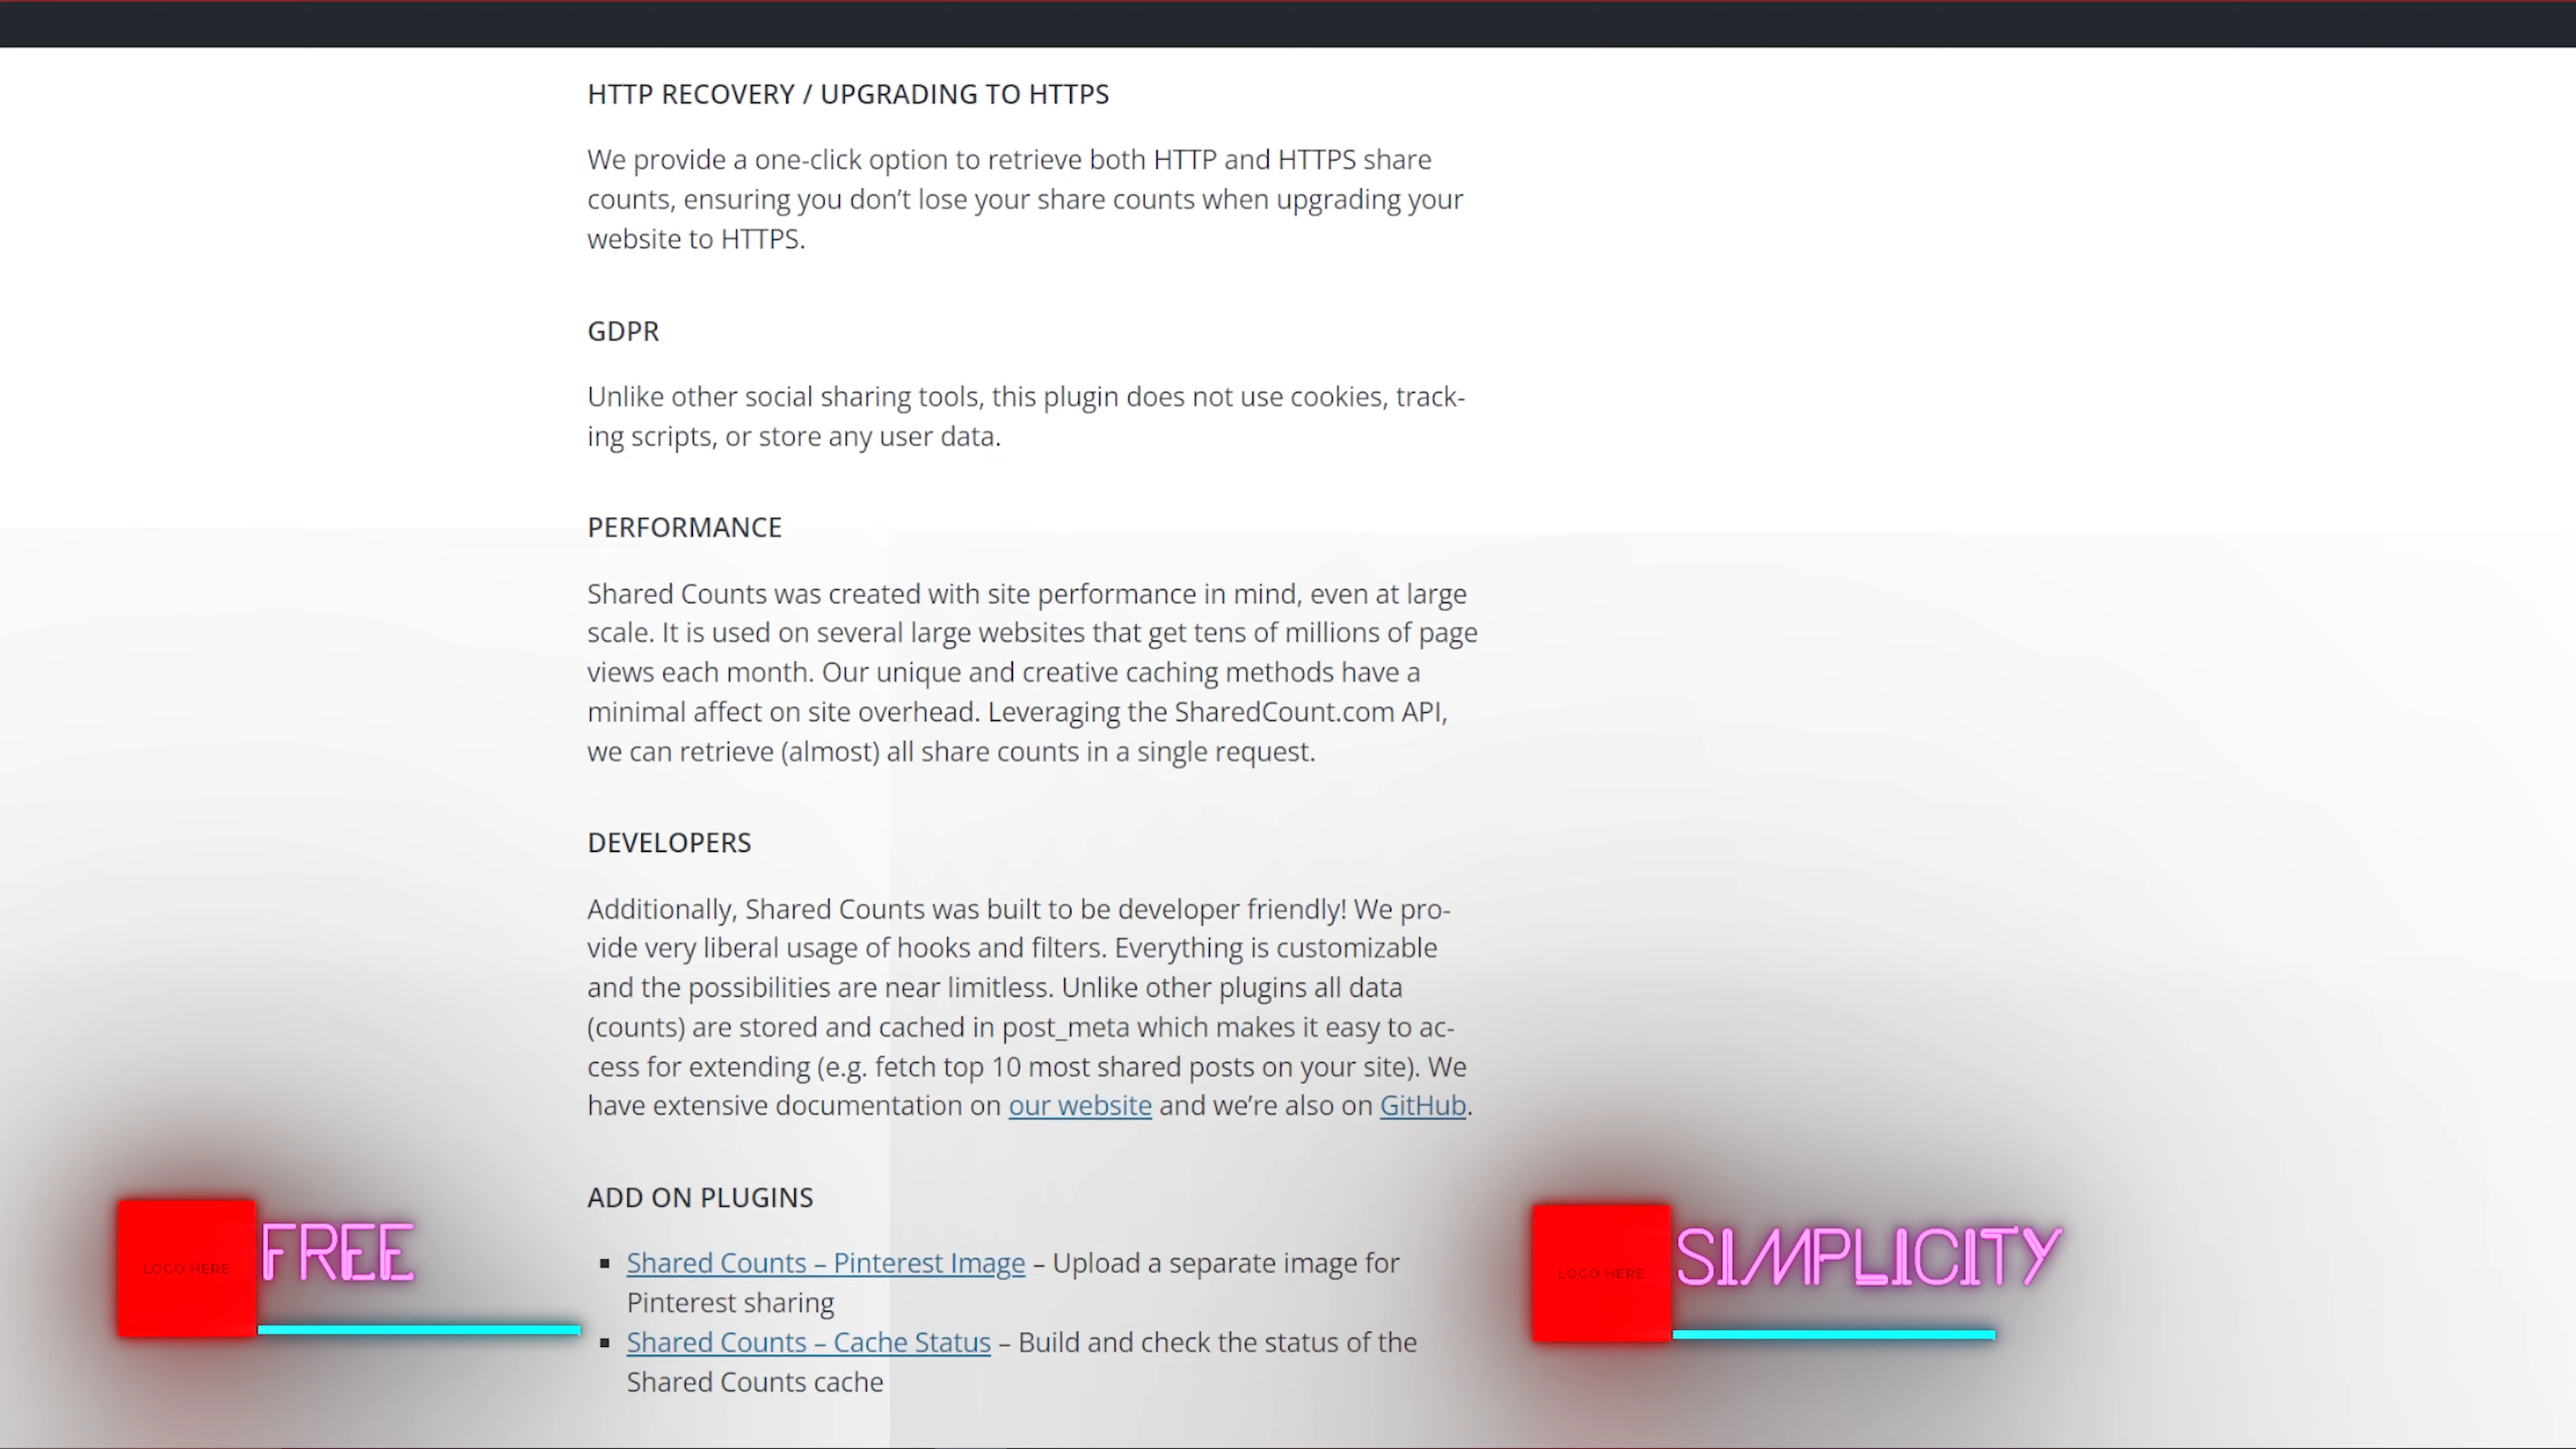 HTTP RECOVERY / UPGRADING TO HTTPS
We provide a one-click option to retrieve both HTTP and HTTPS share
counts, ensuring you don’t lose your share counts when upgrading your
website to HTTPS.
GDPR
Unlike other social sharing tools, this plugin does not use cookies, track-
ing scripts, or store any user data.
PERFORMANCE
Shared Counts was created with site performance in mind, even at large
scale. It is used on several large websites that get tens of millions of page
views each month. Our unique and creative caching methods have a
minimal affect on site overhead. Leveraging the SharedCount.com API,
we can retrieve (almost) all share counts in a single request.
DEVELOPERS
Additionally, Shared Counts was built to be developer friendly! We pro-
vide very liberal usage of hooks and filters. Everything is customizable
and the possibilities are near limitless. Unlike other plugins all data
(counts) are stored and cached in post_meta which makes it easy to ac-
cess for extending (e.g. fetch top 10 most shared posts on your site). We
have extensive documentation on our website and we’re also on GitHub.
ADD ON PLUGINS
Shared Counts – Pinterest Image – Upload a separate image for
Pinterest sharing
Shared Counts – Cache Status – Build and check the status of the
Shared Counts cache
LOGO HERE
FREE
LOGO HERE
SIMPLICITY